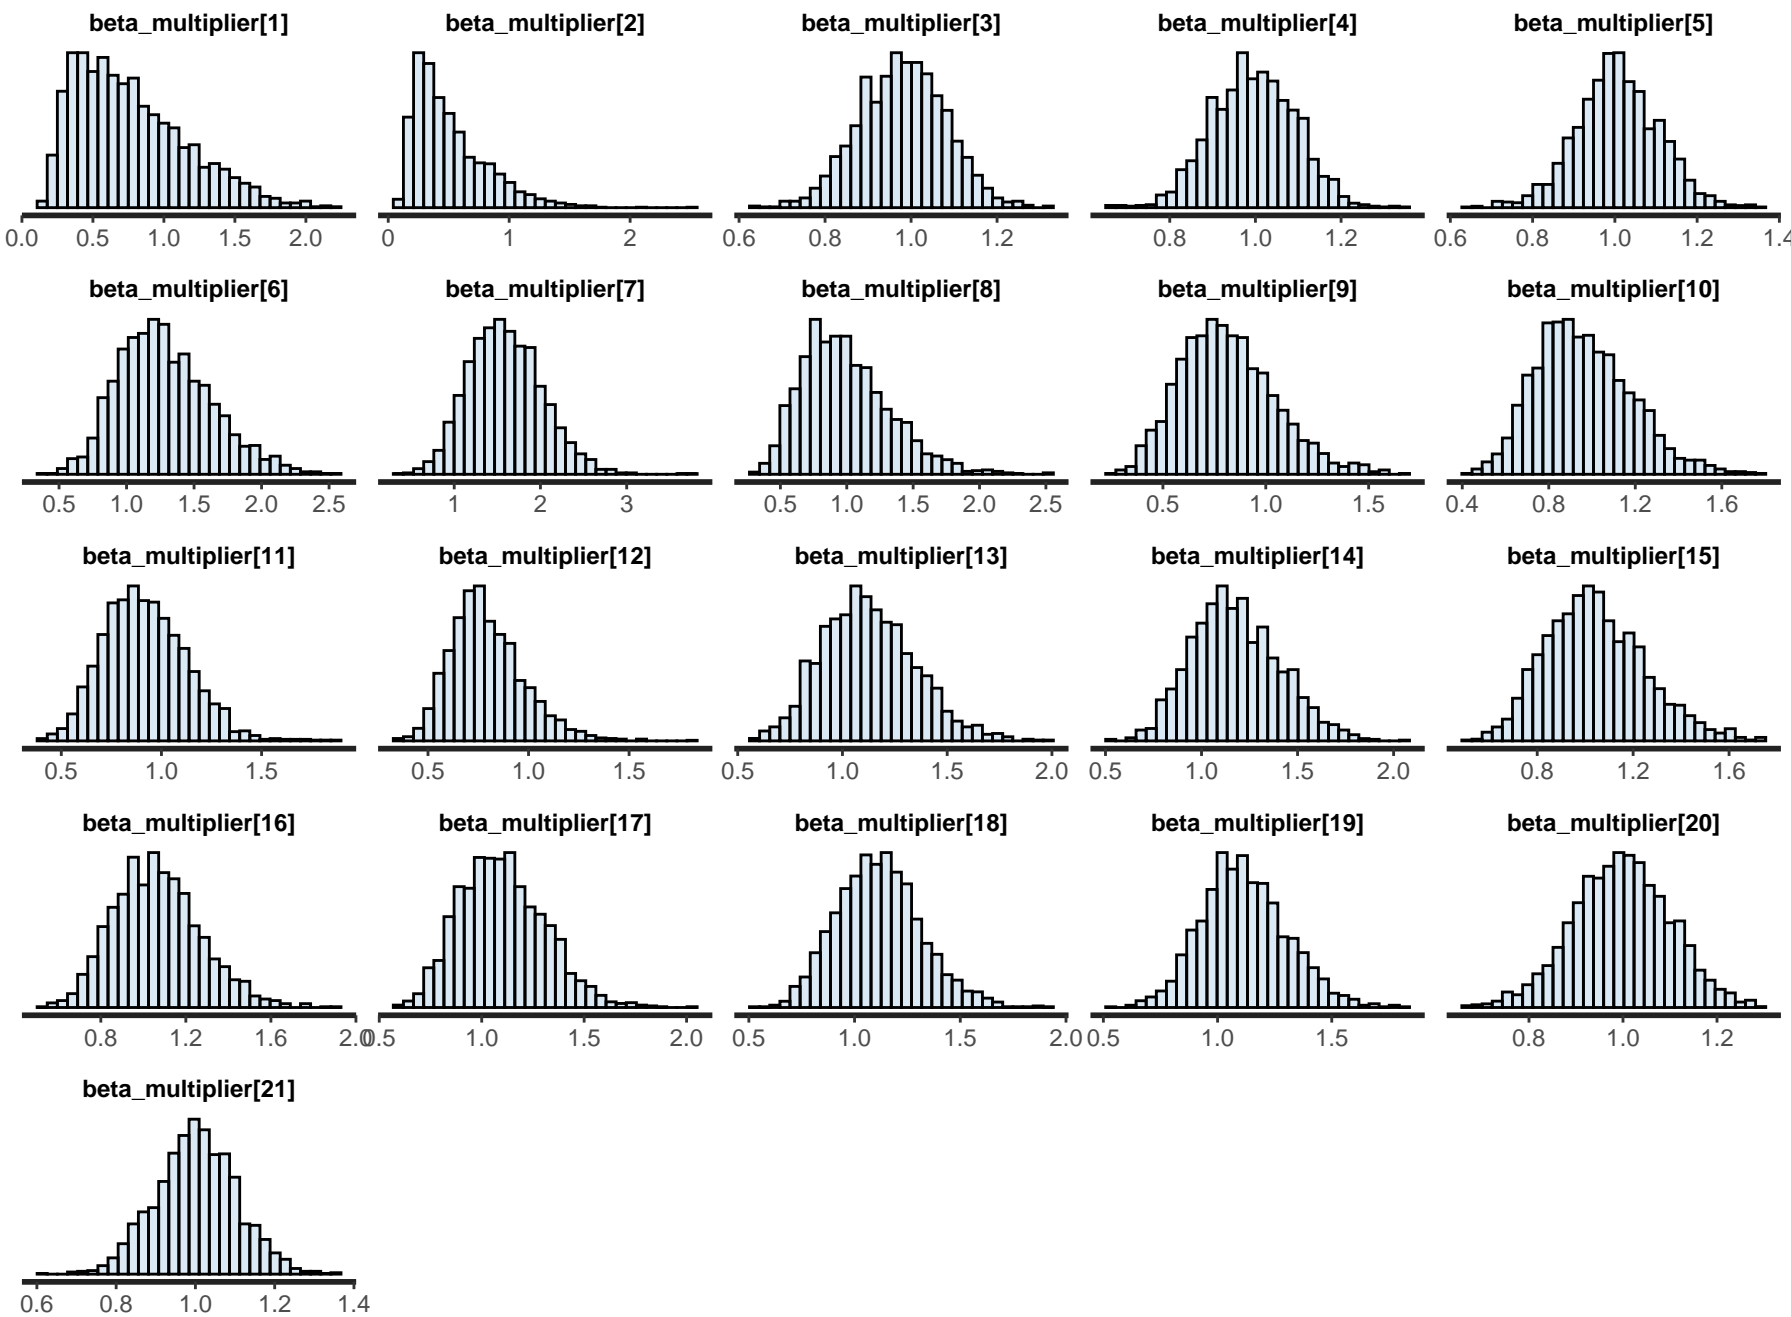 beta_multiplier[1] beta_multiplier[2] beta_multiplier[3] beta_multiplier[4] beta_multiplier[5]
0.0 0.5 1.0 1.5 2.0 0 1 2 0.6 0.8 1.0 1.2 0.8 1.0 1.2 0.6 0.8 1.0 1.2 1.4
beta_multiplier[6] beta_multiplier[7] beta_multiplier[8] beta_multiplier[9] beta_multiplier[10]
0.5 1.0 1.5 2.0 2.5 1 2 3 0.5 1.0 1.5 2.0 2.5 0.5 1.0 1.5 0.4 0.8 1.2 1.6
beta_multiplier[11] beta_multiplier[12] beta_multiplier[13] beta_multiplier[14] beta_multiplier[15]
0.5 1.0 1.5 0.5 1.0 1.5 0.5 1.0 1.5 2.0 0.5 1.0 1.5 2.0 0.8 1.2 1.6
beta_multiplier[16] beta_multiplier[17] beta_multiplier[18] beta_multiplier[19] beta_multiplier[20]
0.8 1.2 1.6 2.0 0.5 1.0 1.5 2.0 0.5 1.0 1.5 2.0 0.5 1.0 1.5 0.8 1.0 1.2
beta_multiplier[21]
0.6 0.8 1.0 1.2 1.4